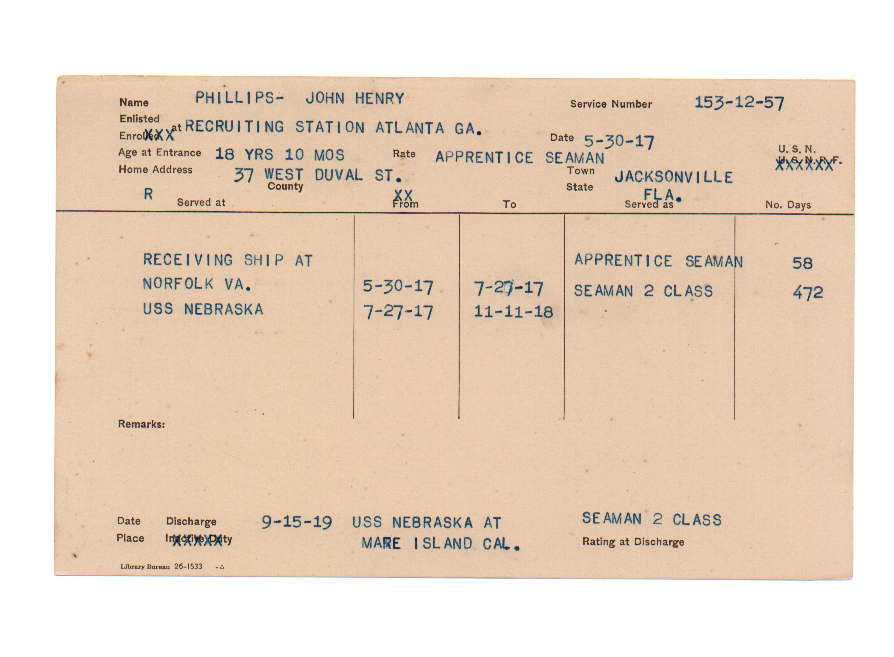 Name PHILLIPS- JOHN HENRY Service Number 153-12-57
Enlisted
Enrolled at RECRUITING STATION ATLANTA GA. Date 5-30-17
Age at Entrance 18 YRS 10 MOS Rate APPRENTICE SEAMAN U. S. N.
U. S. N. R. F.
Home Address 37 WEST DUVAL ST. Town JACKSONVILLE
County State FLA.
R Served at XX From To Served as No. Days
RECEIVING SHIP AT APPRENTICE SEAMAN 58
NORFOLK VA. 5-30-17 7-27-17 SEAMAN 2 CLASS 472
USS NEBRASKA 7-27-17 11-11-18
Remarks:
Date Discharge 9-15-19 USS NEBRASKA AT SEAMAN 2 CLASS
Place Inactive Duty MARE ISLAND CAL. Rating at Discharge
Library Bureau 26-1533